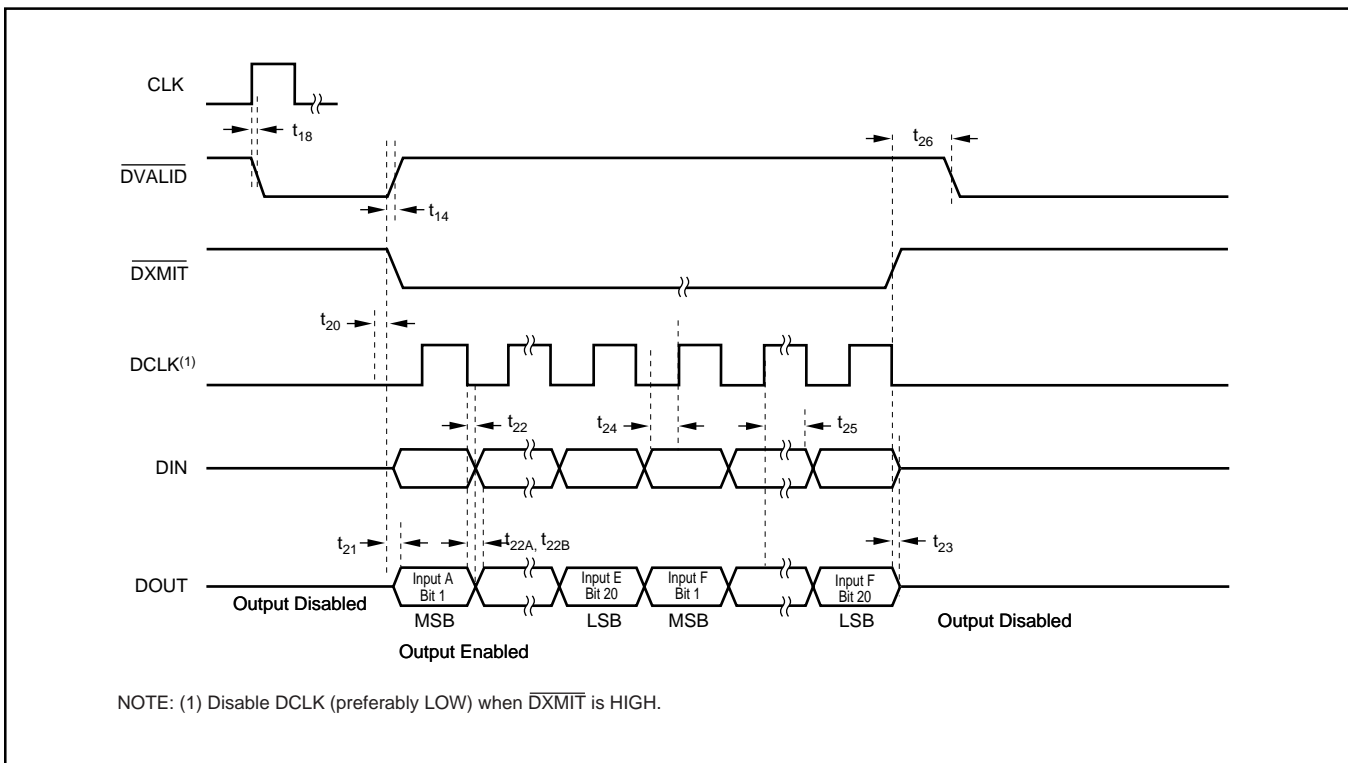 CLK
t18
DVALID
t14
t26
DXMIT
t20
DCLK(1)
t22
t24
t25
DIN
t21
t22A, t22B
t23
DOUT
Input A
Bit 1
Input E
Bit 20
Input F
Bit 1
Input F
Bit 20
Output Disabled
MSB
LSB
MSB
LSB
Output Disabled
Output Enabled
NOTE: (1) Disable DCLK (preferably LOW) when DXMIT is HIGH.